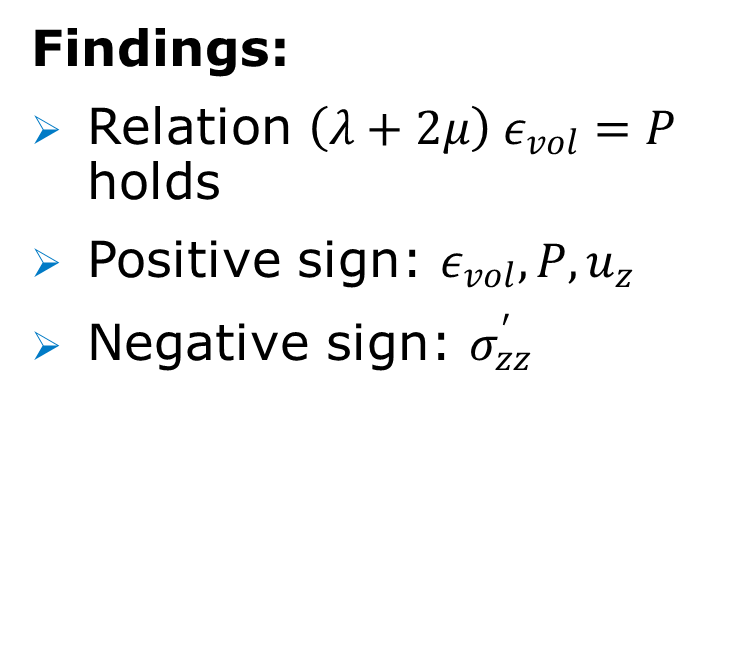 Findings:
➢ Relation (λ + 2μ) ϵ_vol = P
holds
➢ Positive sign: ϵ_vol, P, u_z
➢ Negative sign: σ′_zz